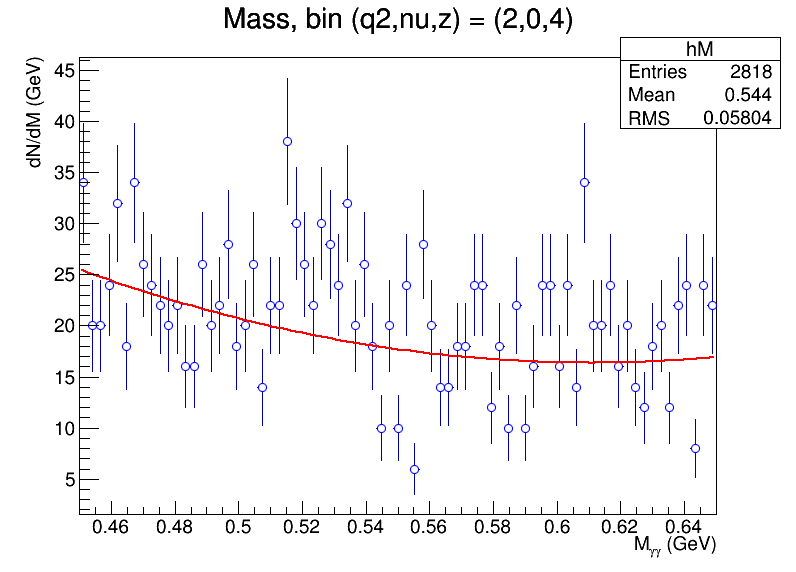 Mass, bin (q2,nu,z) = (2,0,4)
hM
Entries 2818
Mean 0.544
RMS 0.05804
dN/dM (GeV)
45
40
35
30
25
20
15
10
5
0.46 0.48 0.5 0.52 0.54 0.56 0.58 0.6 0.62 0.64
Mγγ (GeV)